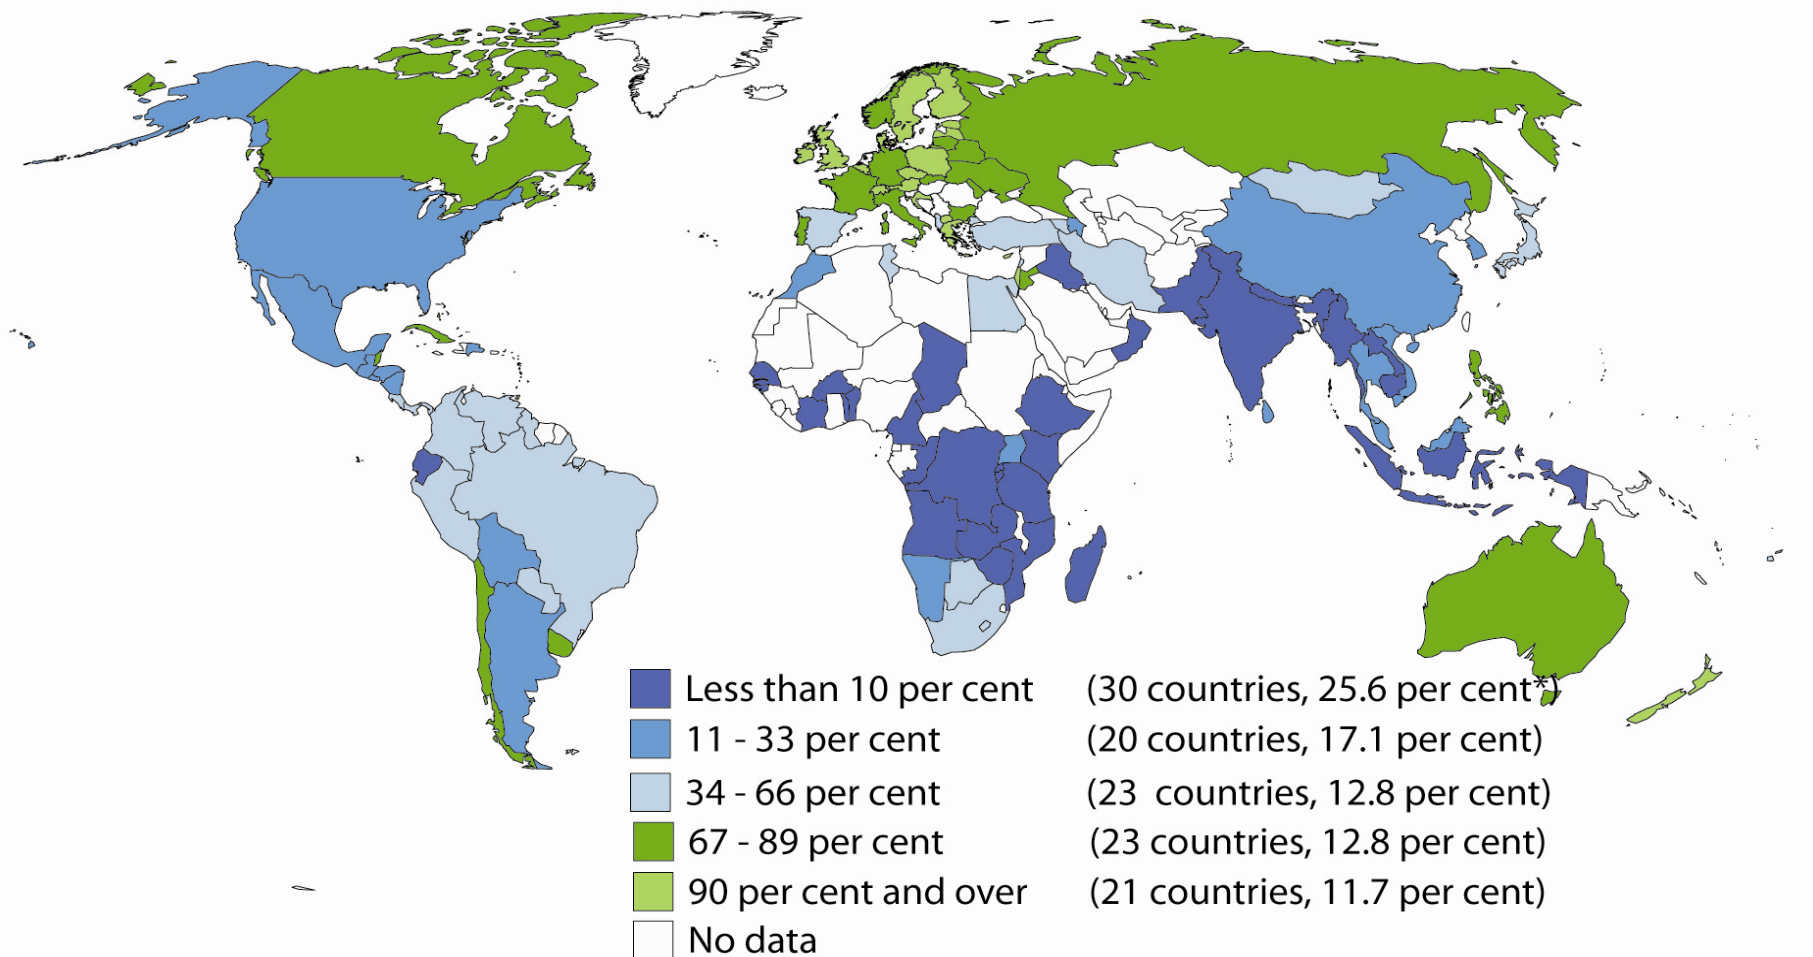 Less than 10 per cent (30 countries, 25.6 per cent*)
11 - 33 per cent (20 countries, 17.1 per cent)
34 - 66 per cent (23 countries, 12.8 per cent)
67 - 89 per cent (23 countries, 12.8 per cent)
90 per cent and over (21 countries, 11.7 per cent)
No data